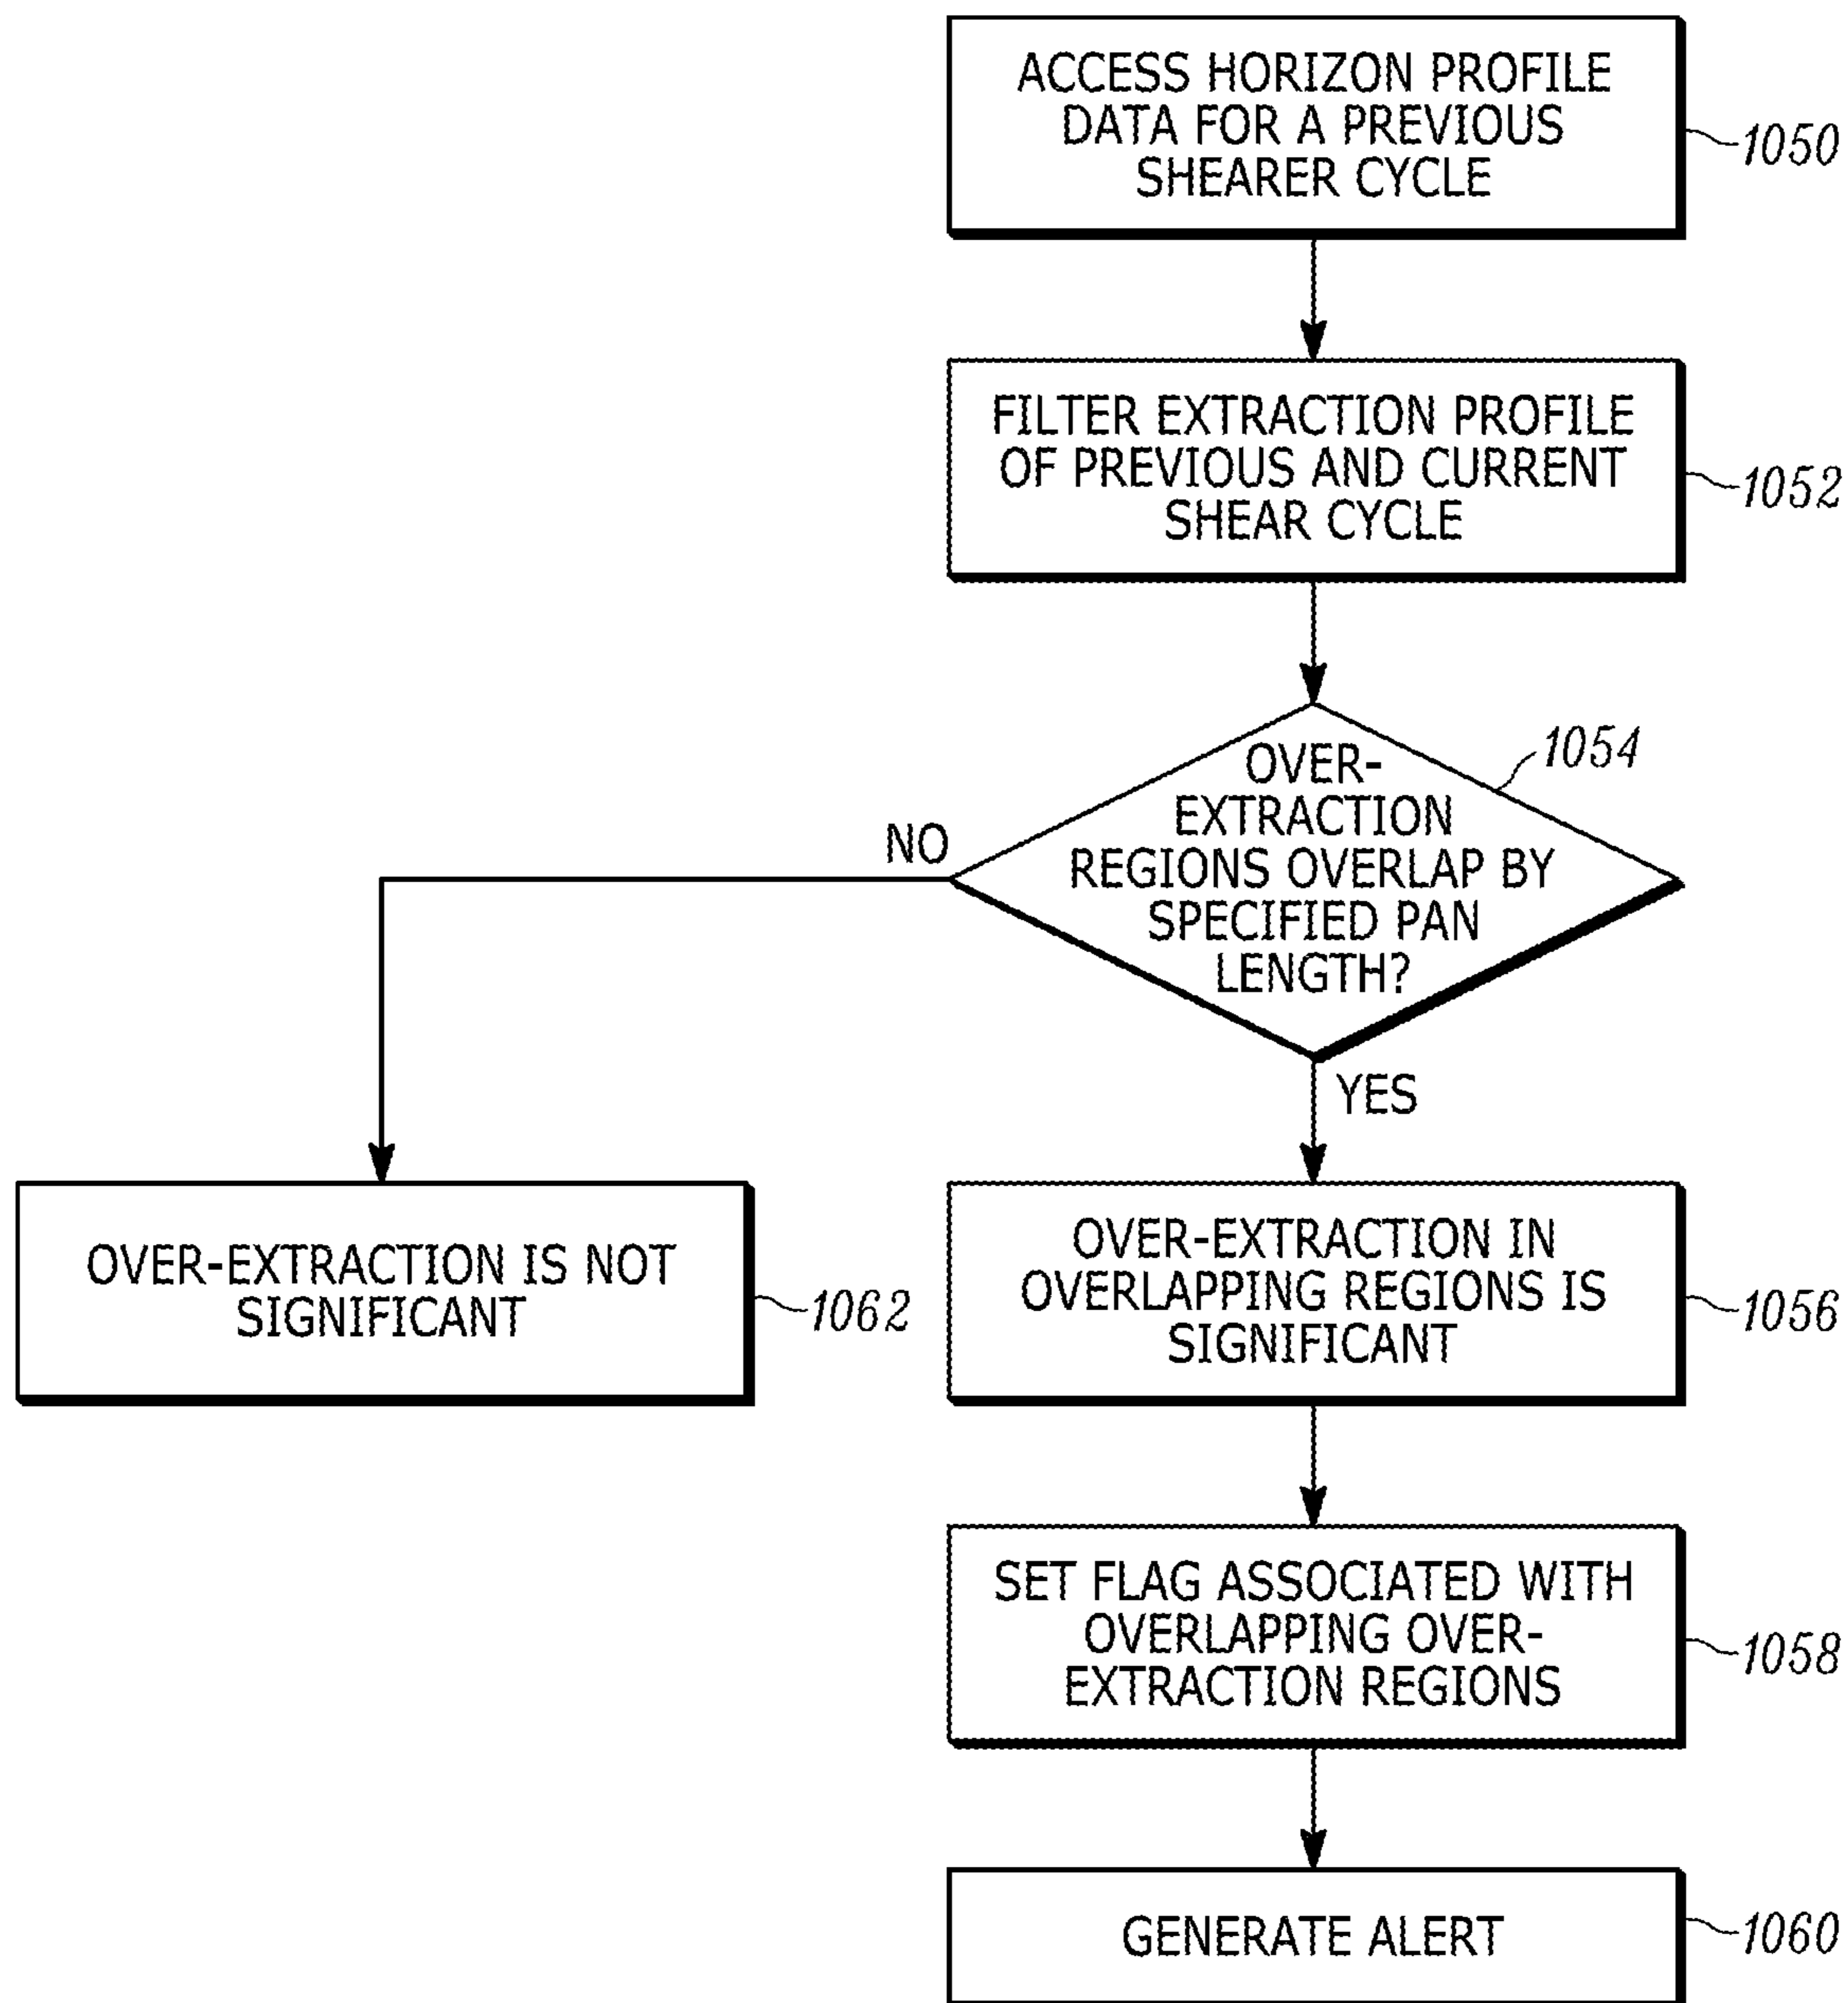 ACCESS HORIZON PROFILE
DATA FOR A PREVIOUS
SHEARER CYCLE
1050
FILTER EXTRACTION PROFILE
OF PREVIOUS AND CURRENT
SHEAR CYCLE
1052
OVER-
EXTRACTION
REGIONS OVERLAP BY
SPECIFIED PAN
LENGTH?
1054
NO
YES
OVER-EXTRACTION IS NOT
SIGNIFICANT
1062
OVER-EXTRACTION IN
OVERLAPPING REGIONS IS
SIGNIFICANT
1056
SET FLAG ASSOCIATED WITH
OVERLAPPING OVER-
EXTRACTION REGIONS
1058
GENERATE ALERT
1060